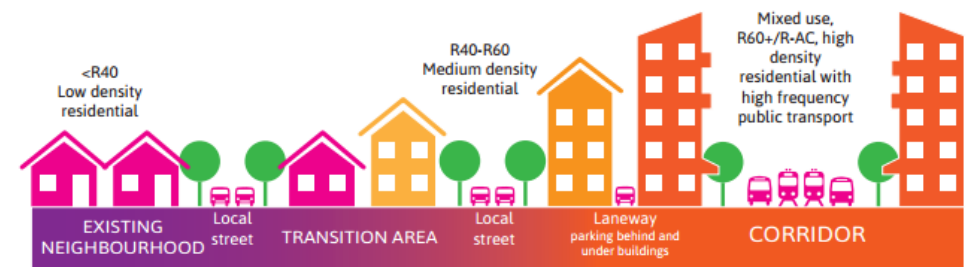 <R40
Low density
residential
R40-R60
Medium density
residential
Mixed use,
R60+/R-AC, high
density
residential with
high frequency
public transport
EXISTING
NEIGHBOURHOOD
Local
street
TRANSITION AREA
Local
street
Laneway
parking behind and
under buildings
CORRIDOR